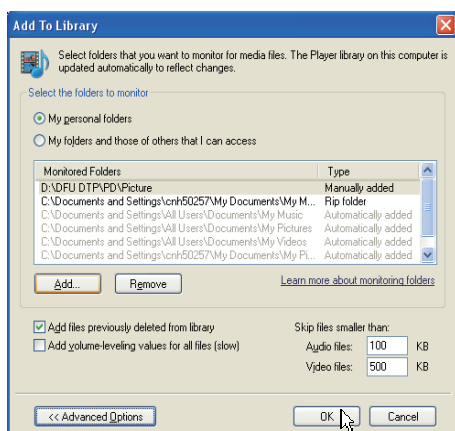 Add To Library
Select folders that you want to monitor for media files. The Player library on this computer is
updated automatically to reflect changes.
Select the folders to monitor
My personal folders
My folders and those of others that I can access
Monitored Folders Type
D:\DFU DTP\PD\Picture Manually added
C:\Documents and Settings\cnh50257\My Documents\My M... Rip folder
C:\Documents and Settings\All Users\Documents\My Music Automatically added
C:\Documents and Settings\All Users\Documents\My Pictures Automatically added
C:\Documents and Settings\All Users\Documents\My Videos Automatically added
C:\Documents and Settings\cnh50257\My Documents\My Pi... Automatically added
Add... Remove Learn more about monitoring folders
Add files previously deleted from library Skip files smaller than:
Add volume-leveling values for all files (slow) Audio files: 100 KB
Video files: 500 KB
<< Advanced Options OK Cancel